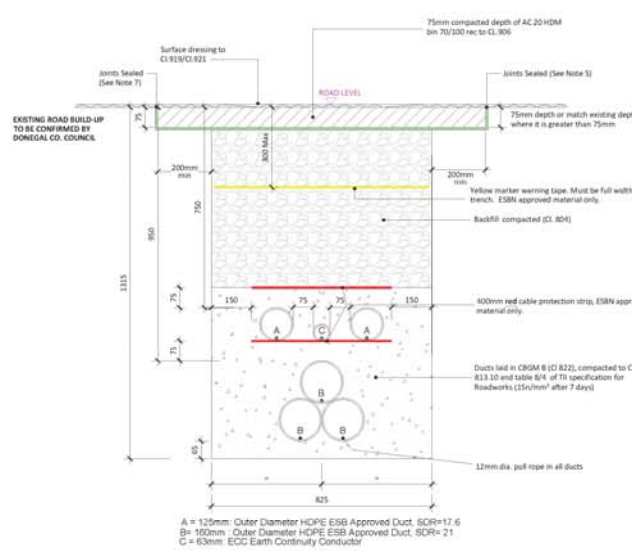 75mm compacted depth of AC 20 HDM
bin 70/100 rec to CL.906
Surface dressing to
Cl.919/Cl.921
Joints Sealed
(See Note 7)
ROAD LEVEL
Joints Sealed (See Note 5)
EXISTING ROAD BUILD-UP
TO BE CONFIRMED BY
DONEGAL CO. COUNCIL
75
75mm depth or match existing dept
where it is greater than 75mm
300 Max
200mm
min
200mm
min
Yellow marker warning tape. Must be full width
trench. ESBN approved material only.
750
Backfill compacted (Cl. 804)
950
1315
75
150
75
75
150
400mm red cable protection strip, ESBN appr
material only.
A
C
A
75
Ducts laid in CBGM B (Cl 822), compacted to C
813.10 and table 8/4 of TII specification for
Roadworks (15n/mm² after 7 days)
B
B
B
65
12mm dia. pull rope in all ducts
825
A = 125mm: Outer Diameter HDPE ESB Approved Duct, SDR=17.6
B= 160mm : Outer Diameter HDPE ESB Approved Duct, SDR= 21
C = 63mm: ECC Earth Continuity Conductor